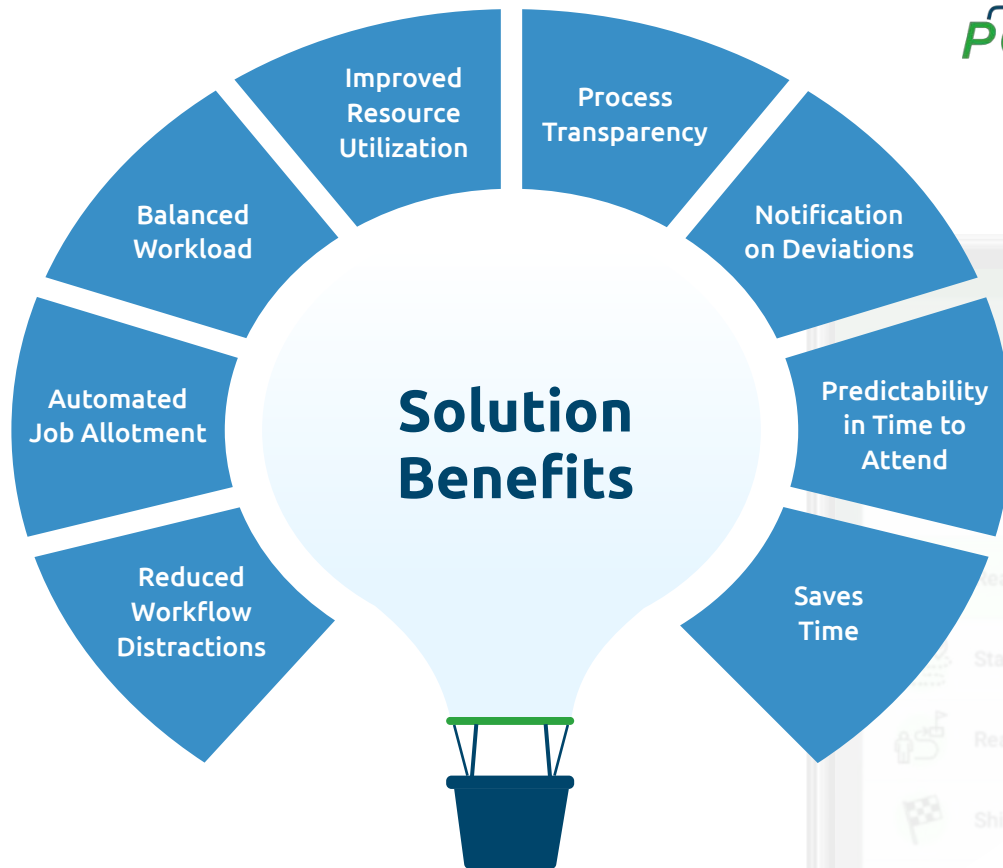 Improved
Resource
Utilization
Process
Transparency
Balanced
Workload
Notification
on Deviations
Automated
Job Allotment
Predictability
in Time to
Attend
Reduced
Workflow
Distractions
Saves
Time
Solution
Benefits